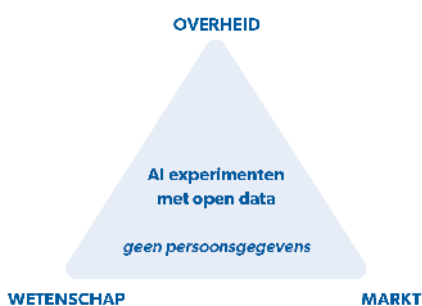 OVERHEID
AI experimenten
met open data
geen persoonsgegevens
WETENSCHAP
MARKT